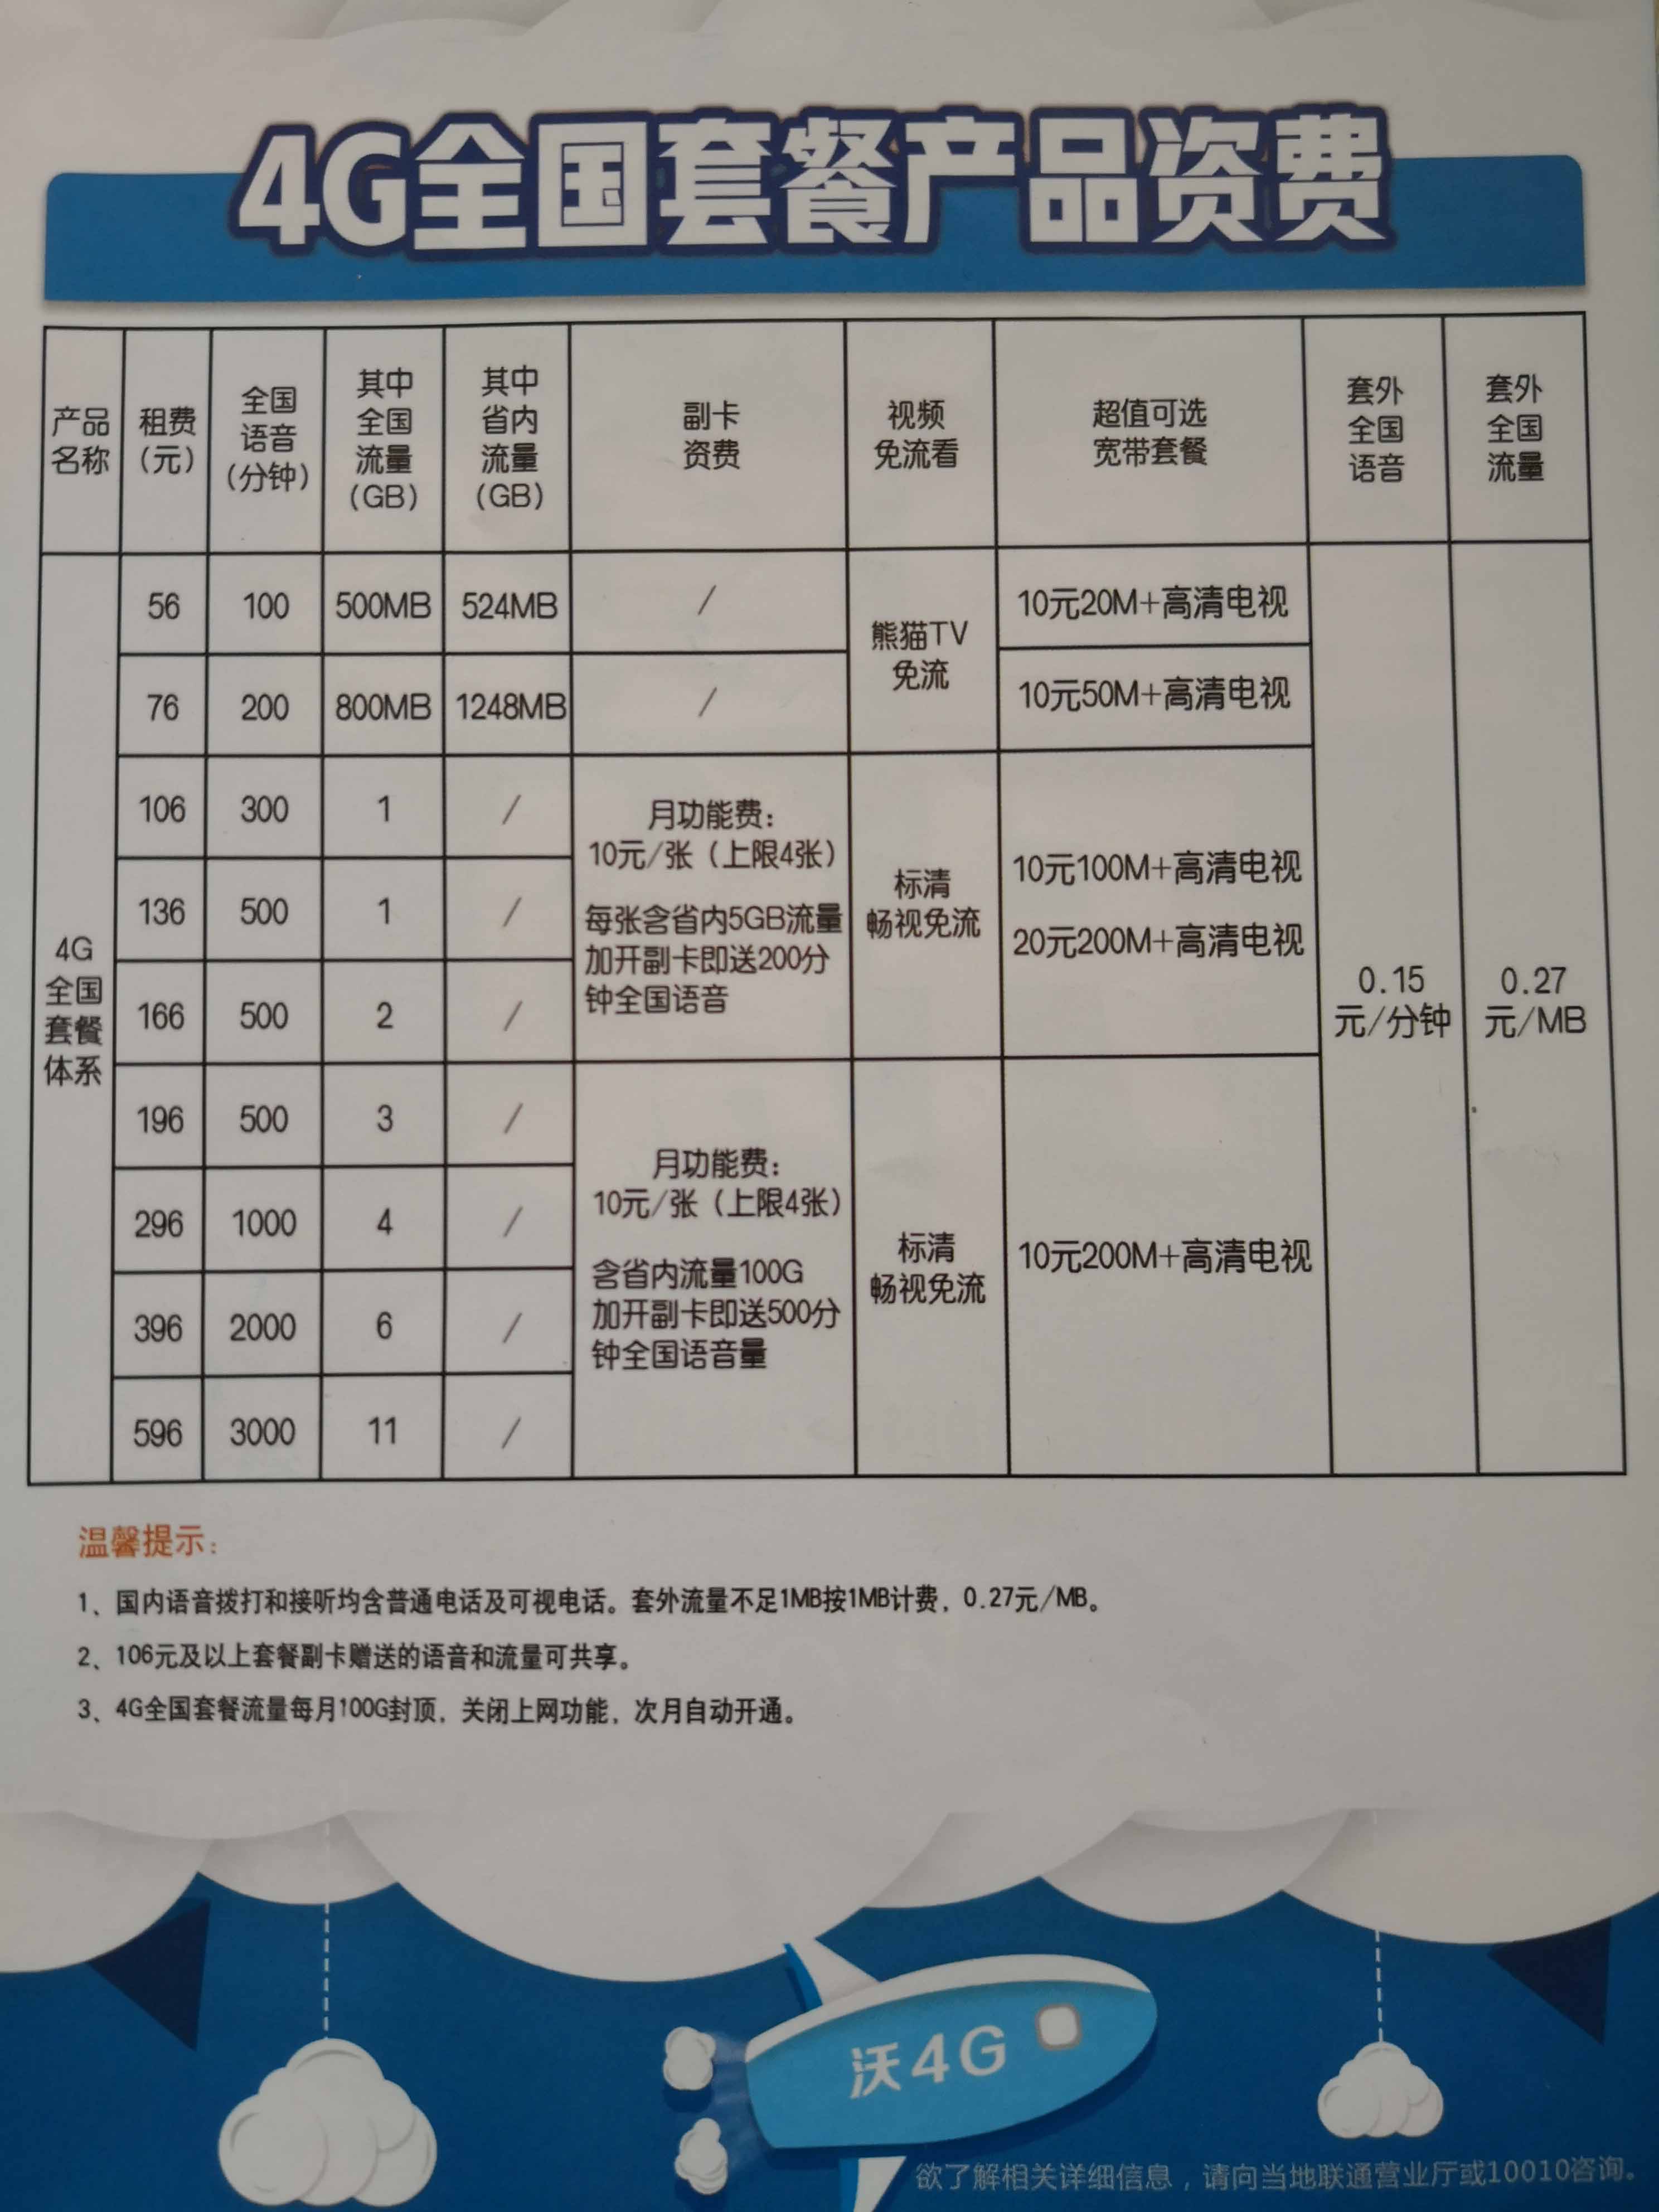 4G全国套餐产品资费
产品
名称
租费
(元)
全国
语音
(分钟)
其中
全国
流量
(GB)
其中
省内
流量
(GB)
副卡
资费
视频
免流看
超值可选
宽带套餐
套外
全国
语音
套外
全国
流量
4G
全国
套餐
体系
56
100
500MB
524MB
/
熊猫TV
免流
10元20M+高清电视
76
200
800MB
1248MB
/
10元50M+高清电视
106
300
1
/
月功能费：
10元/张（上限4张）
每张含省内5GB流量
加开副卡即送200分
钟全国语音
标清
畅视免流
10元100M+高清电视
20元200M+高清电视
136
500
1
/
166
500
2
/
0.15
元/分钟
0.27
元/MB
196
500
3
/
月功能费：
10元/张（上限4张）
含省内流量100G
加开副卡即送500分
钟全国语音量
标清
畅视免流
10元200M+高清电视
296
1000
4
/
396
2000
6
/
596
3000
11
/
温馨提示：
1、国内语音拨打和接听均含普通电话及可视电话。套外流量不足1MB按1MB计费，0.27元/MB。
2、106元及以上套餐副卡赠送的语音和流量可共享。
3、4G全国套餐流量每月100G封顶，关闭上网功能，次月自动开通。
沃4G
欲了解相关详细信息，请向当地联通营业厅或10010咨询。